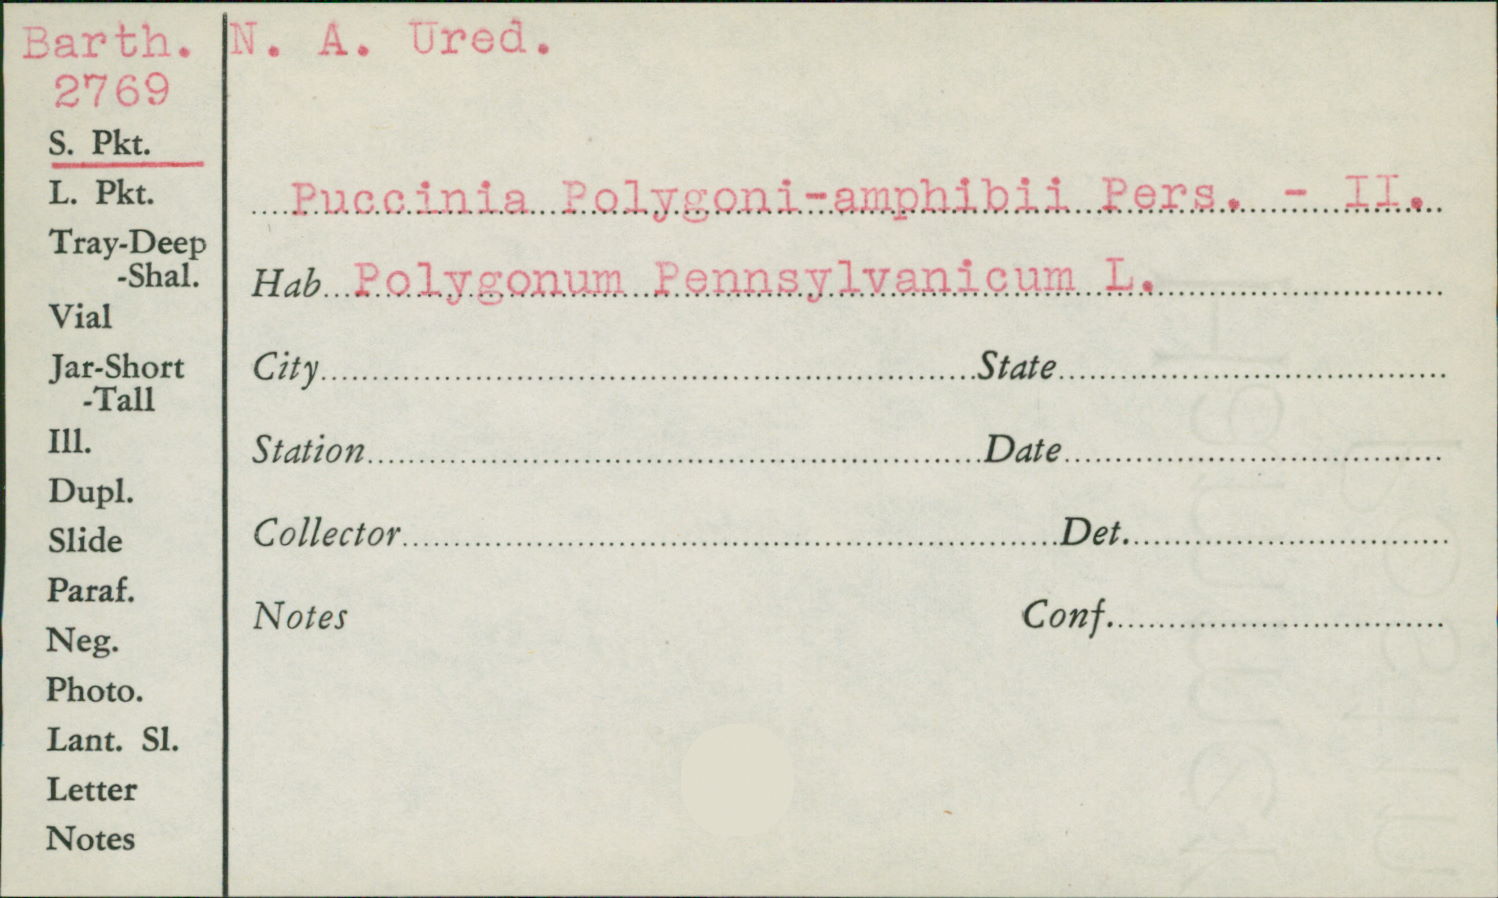 Barth. N. A. Ured.
2769
S. Pkt.
L. Pkt.
Puccinia Polygoni-amphibii Pers. - II.
Tray-Deep
-Shal.
Hab Polygonum Pennsylvanicum L.
Vial
Jar-Short
-Tall
City State
Ill.
Station Date
Dupl.
Slide
Collector Det.
Paraf.
Notes Conf.
Neg.
Photo.
Lant. Sl.
Letter
Notes